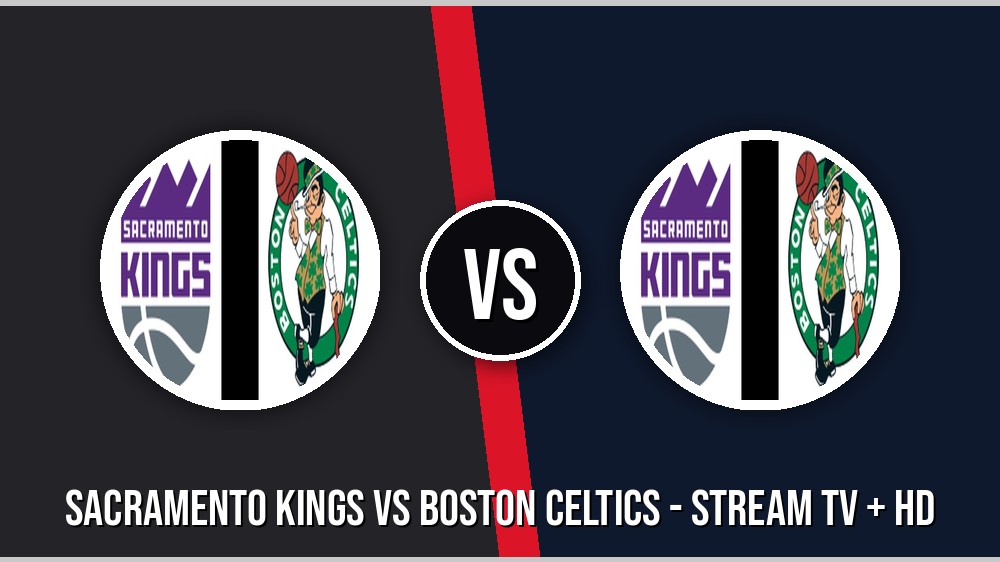 SACRAMENTO
KINGS
BOSTON CELTICS
VS
SACRAMENTO
KINGS
BOSTON CELTICS
SACRAMENTO KINGS VS BOSTON CELTICS - STREAM TV + HD